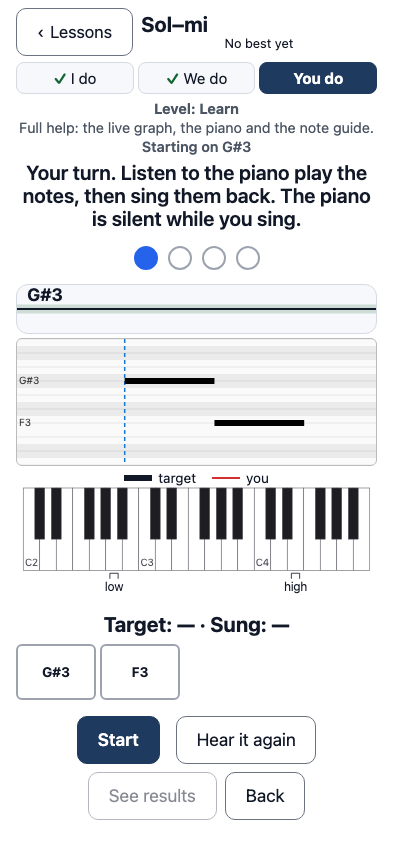 ‹ Lessons
Sol–mi
No best yet
✓ I do
✓ We do
You do
Level: Learn
Full help: the live graph, the piano and the note guide.
Starting on G#3
Your turn. Listen to the piano play the
notes, then sing them back. The piano
is silent while you sing.
G#3
G#3
F3
target
you
C2
C3
C4
low
high
Target: — · Sung: —
G#3
F3
Start
Hear it again
See results
Back